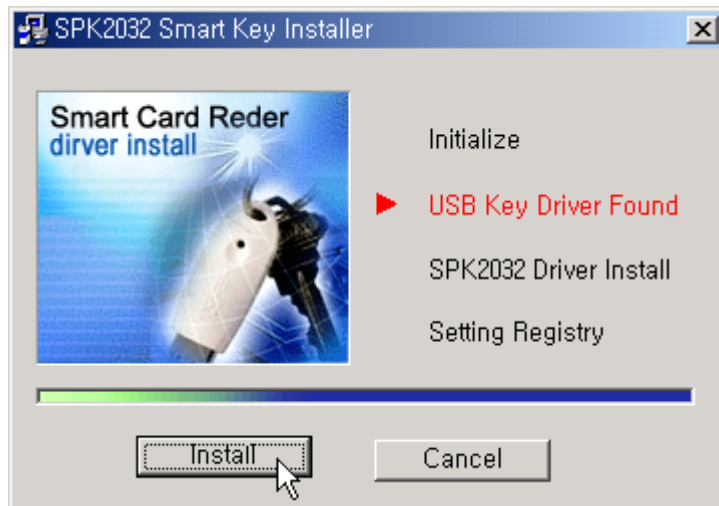 SPK2032 Smart Key Installer
Smart Card Reder
dirver install
Initialize
USB Key Driver Found
SPK2032 Driver Install
Setting Registry
Install
Cancel